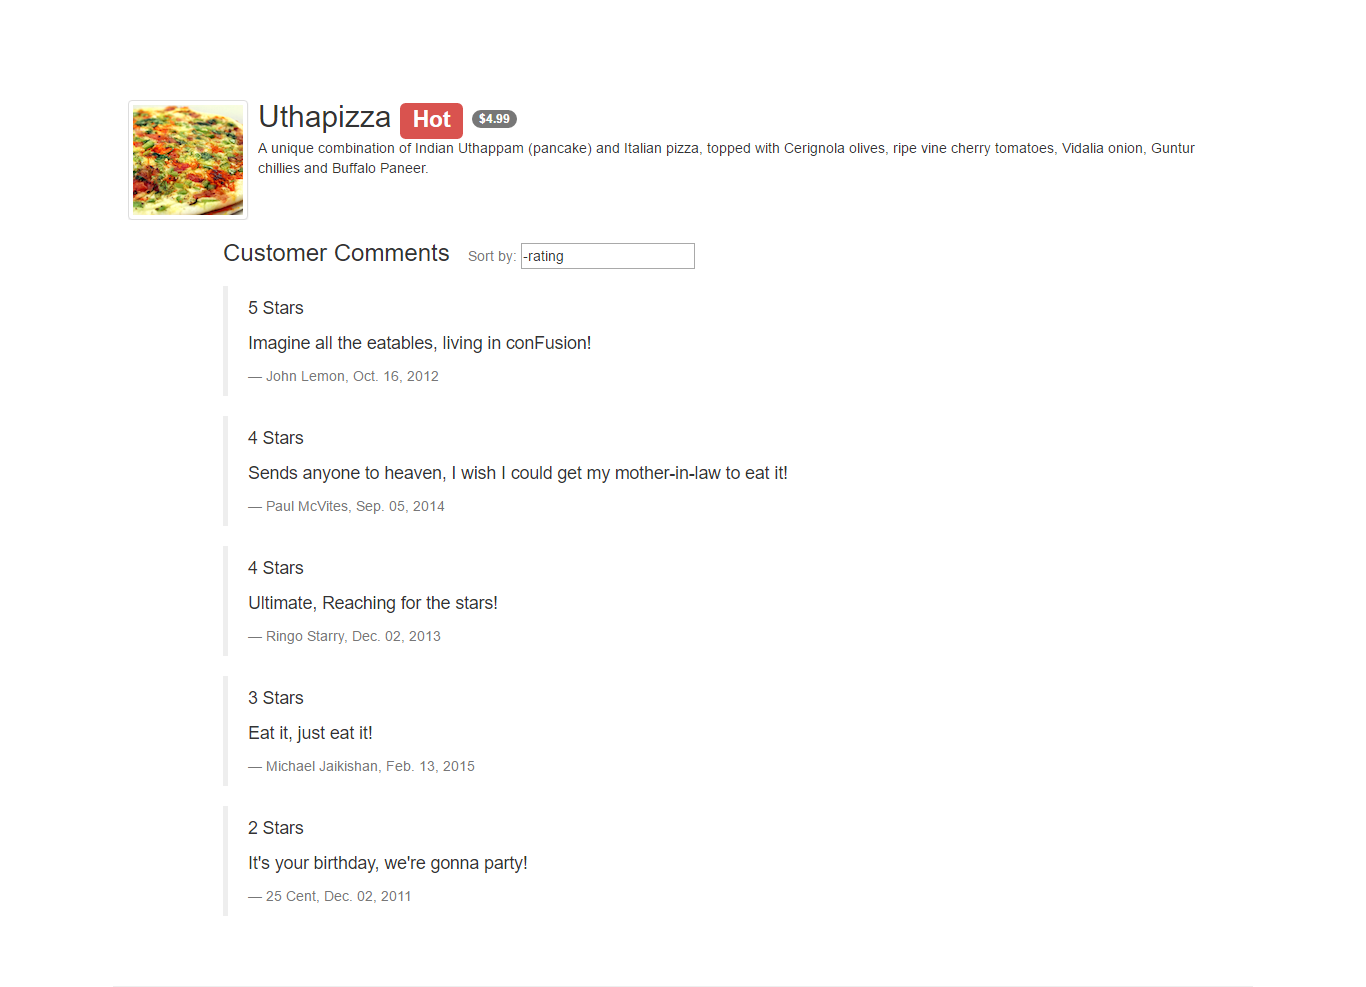 Uthapizza Hot $4.99
A unique combination of Indian Uthappam (pancake) and Italian pizza, topped with Cerignola olives, ripe vine cherry tomatoes, Vidalia onion, Guntur
chillies and Buffalo Paneer.
Customer Comments Sort by: -rating
5 Stars
Imagine all the eatables, living in conFusion!
— John Lemon, Oct. 16, 2012
4 Stars
Sends anyone to heaven, I wish I could get my mother-in-law to eat it!
— Paul McVites, Sep. 05, 2014
4 Stars
Ultimate, Reaching for the stars!
— Ringo Starry, Dec. 02, 2013
3 Stars
Eat it, just eat it!
— Michael Jaikishan, Feb. 13, 2015
2 Stars
It's your birthday, we're gonna party!
— 25 Cent, Dec. 02, 2011